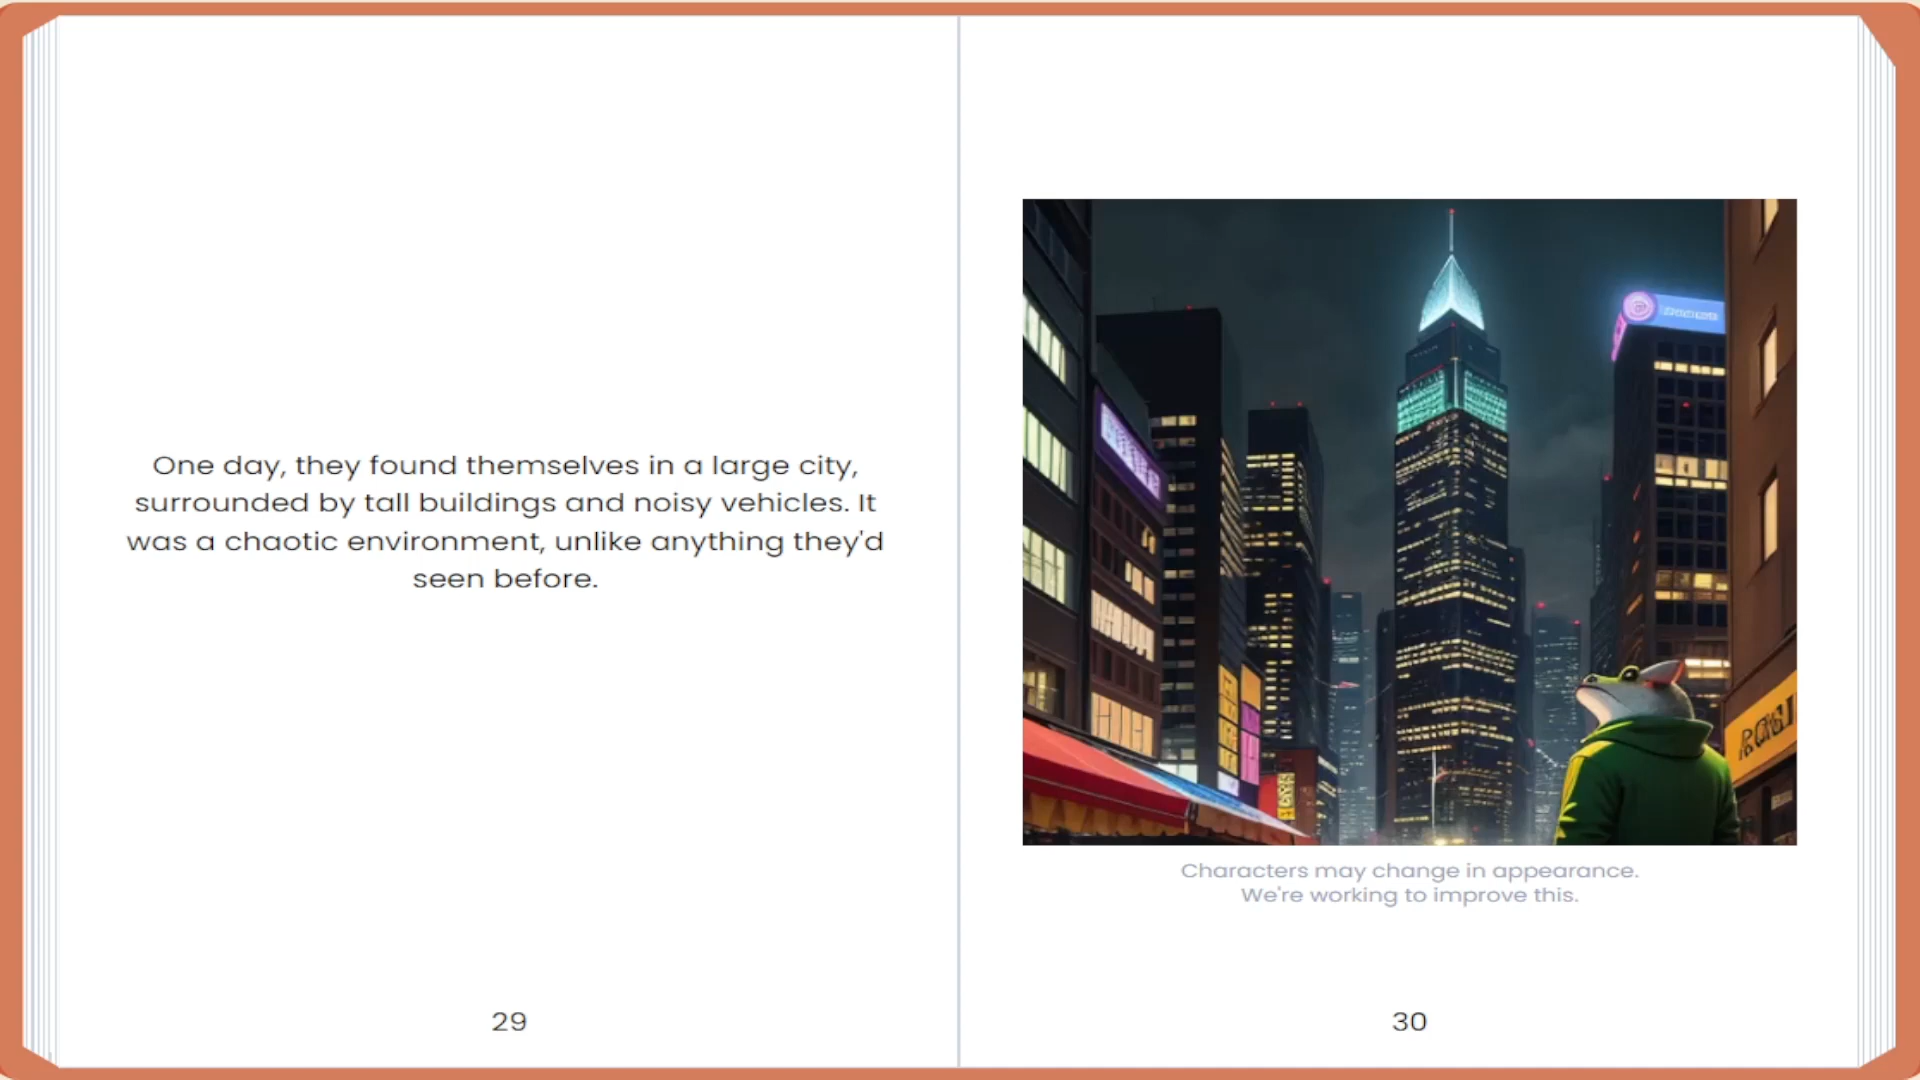 One day, they found themselves in a large city,
surrounded by tall buildings and noisy vehicles. It
was a chaotic environment, unlike anything they'd
seen before.
29
Characters may change in appearance.
We're working to improve this.
30